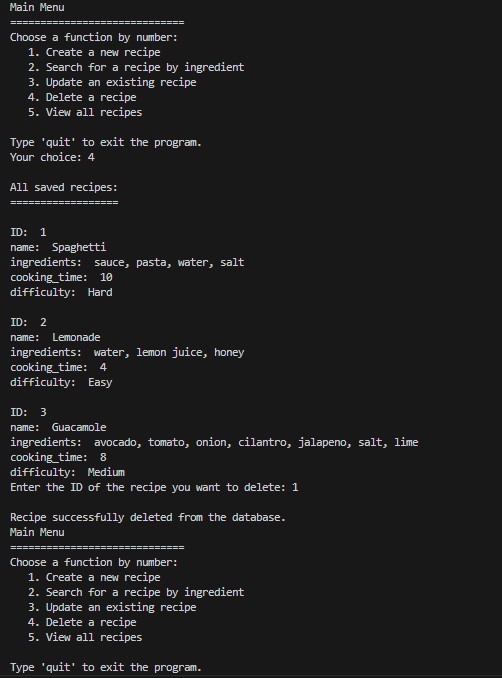 Main Menu
=============================
Choose a function by number:
   1. Create a new recipe
   2. Search for a recipe by ingredient
   3. Update an existing recipe
   4. Delete a recipe
   5. View all recipes

Type 'quit' to exit the program.
Your choice: 4

All saved recipes:
==================

ID:  1
name:  Spaghetti
ingredients:  sauce, pasta, water, salt
cooking_time:  10
difficulty:  Hard

ID:  2
name:  Lemonade
ingredients:  water, lemon juice, honey
cooking_time:  4
difficulty:  Easy

ID:  3
name:  Guacamole
ingredients:  avocado, tomato, onion, cilantro, jalapeno, salt, lime
cooking_time:  8
difficulty:  Medium
Enter the ID of the recipe you want to delete: 1

Recipe successfully deleted from the database.
Main Menu
=============================
Choose a function by number:
   1. Create a new recipe
   2. Search for a recipe by ingredient
   3. Update an existing recipe
   4. Delete a recipe
   5. View all recipes

Type 'quit' to exit the program.